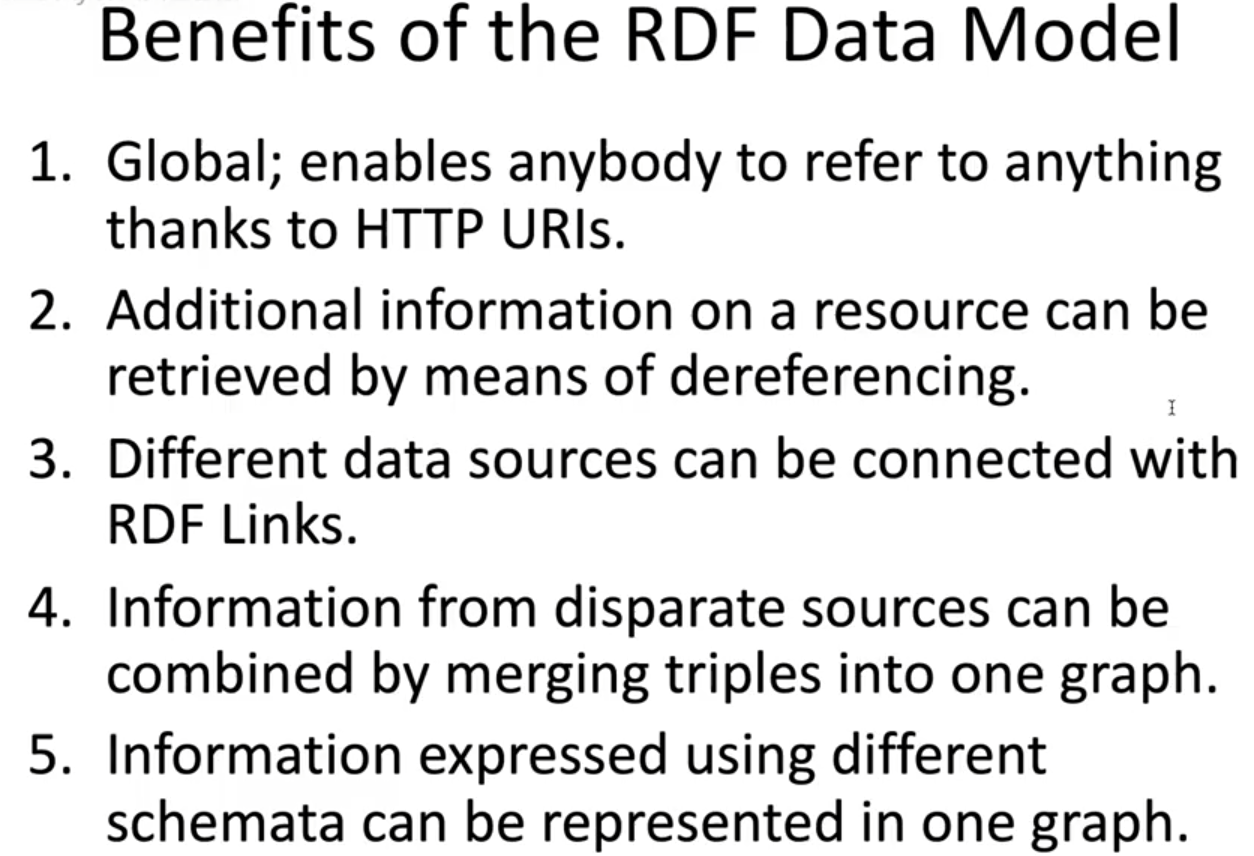 Benefits of the RDF Data Model
1. Global; enables anybody to refer to anything
thanks to HTTP URIs.
2. Additional information on a resource can be
retrieved by means of dereferencing.
3. Different data sources can be connected with
RDF Links.
4. Information from disparate sources can be
combined by merging triples into one graph.
5. Information expressed using different
schemata can be represented in one graph.